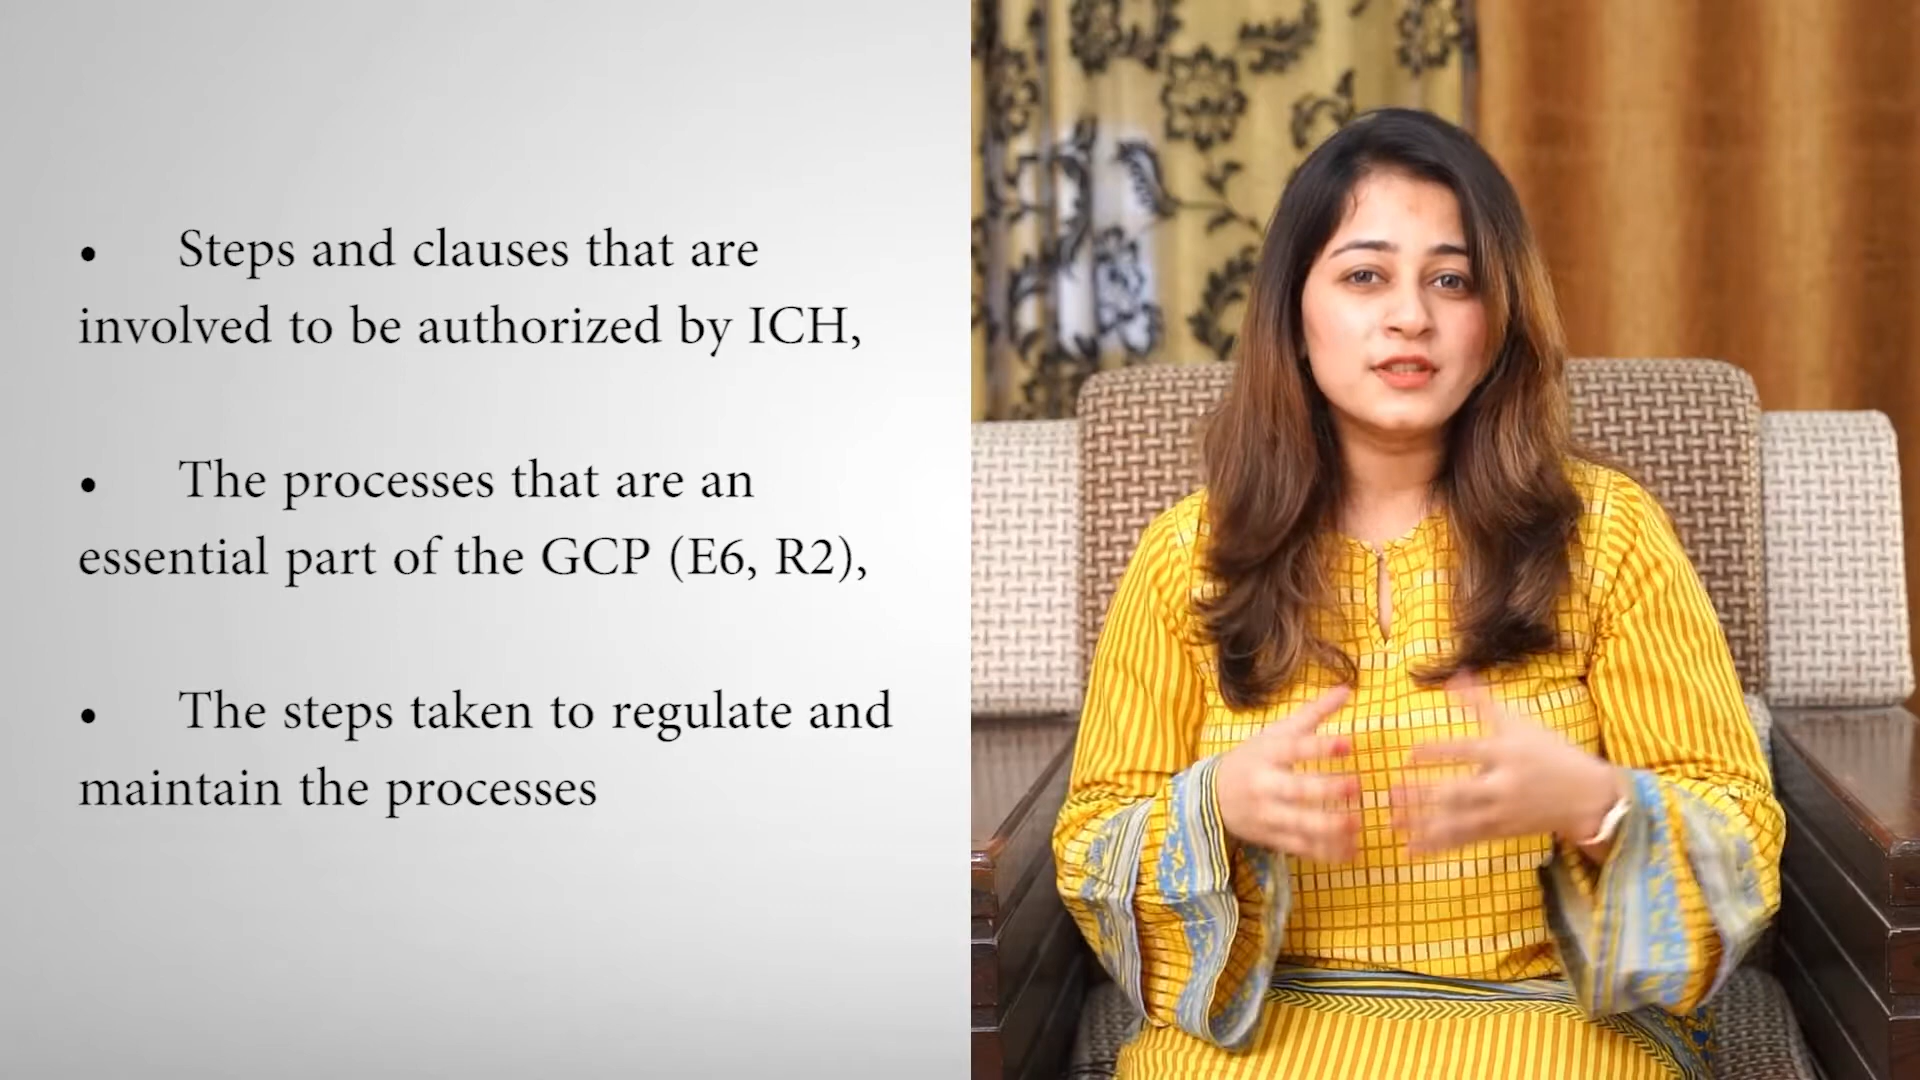 • Steps and clauses that are
involved to be authorized by ICH,
• The processes that are an
essential part of the GCP (E6, R2),
• The steps taken to regulate and
maintain the processes